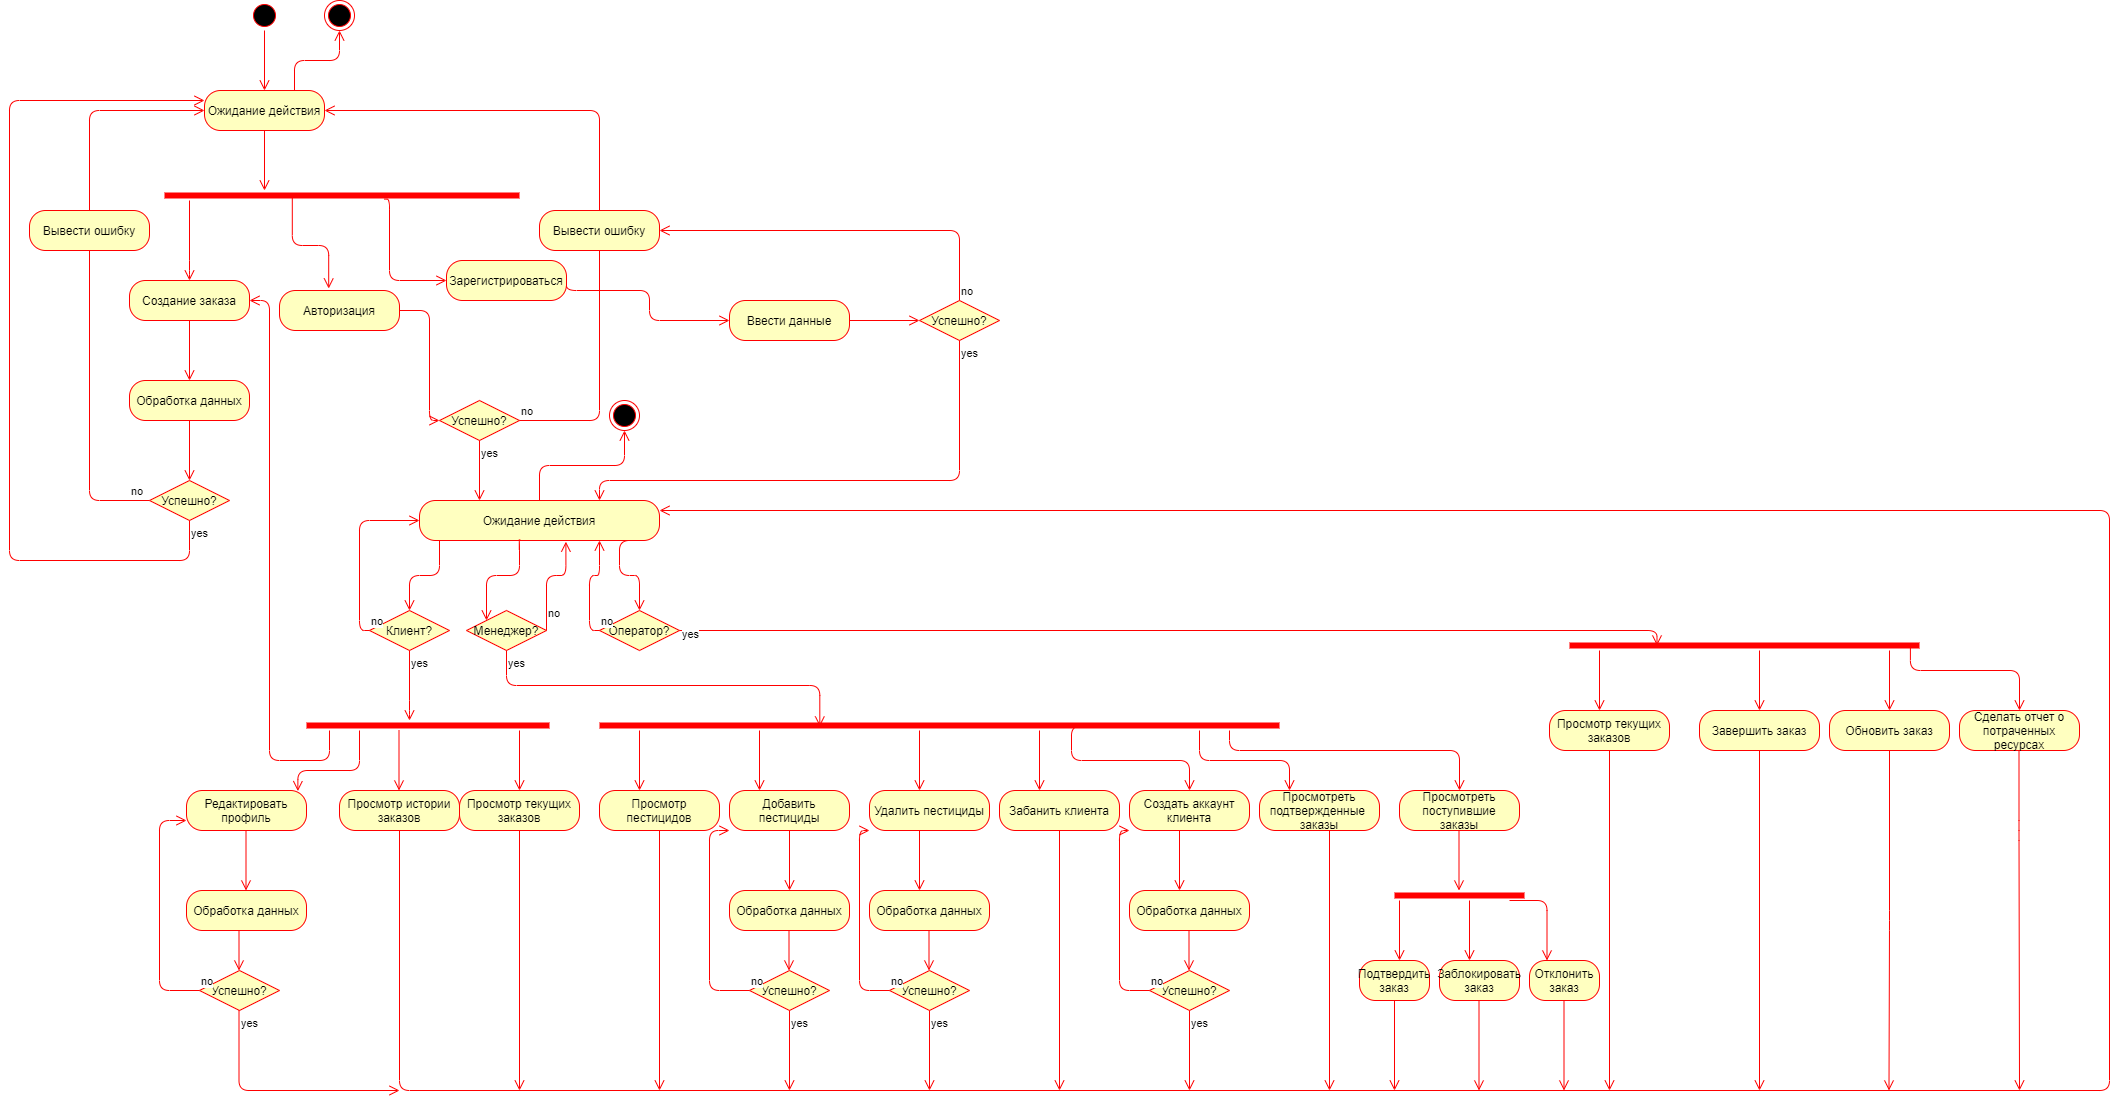 Ожидание действия
Вывести ошибку
Вывести ошибку
Зарегистрироваться
Создание заказа
Авторизация
Ввести данные
no
Успешно?
yes
Обработка данных
no
Успешно?
yes
no
Успешно?
yes
Ожидание действия
no
Клиент?
yes
Менеджер?
no
yes
no
Оператор?
yes
Просмотр текущих
заказов
Завершить заказ
Обновить заказ
Сделать отчет о
потраченных
ресурсах
Редактировать
профиль
Просмотр истории
заказов
Просмотр текущих
заказов
Просмотр
пестицидов
Добавить
пестициды
Удалить пестициды
Забанить клиента
Создать аккаунт
клиента
Просмотреть
подтвержденные
заказы
Просмотреть
поступившие
заказы
Обработка данных
Обработка данных
Обработка данных
Обработка данных
Подтвердить
заказ
Заблокировать
заказ
Отклонить
заказ
no
Успешно?
yes
no
Успешно?
yes
no
Успешно?
yes
no
Успешно?
yes